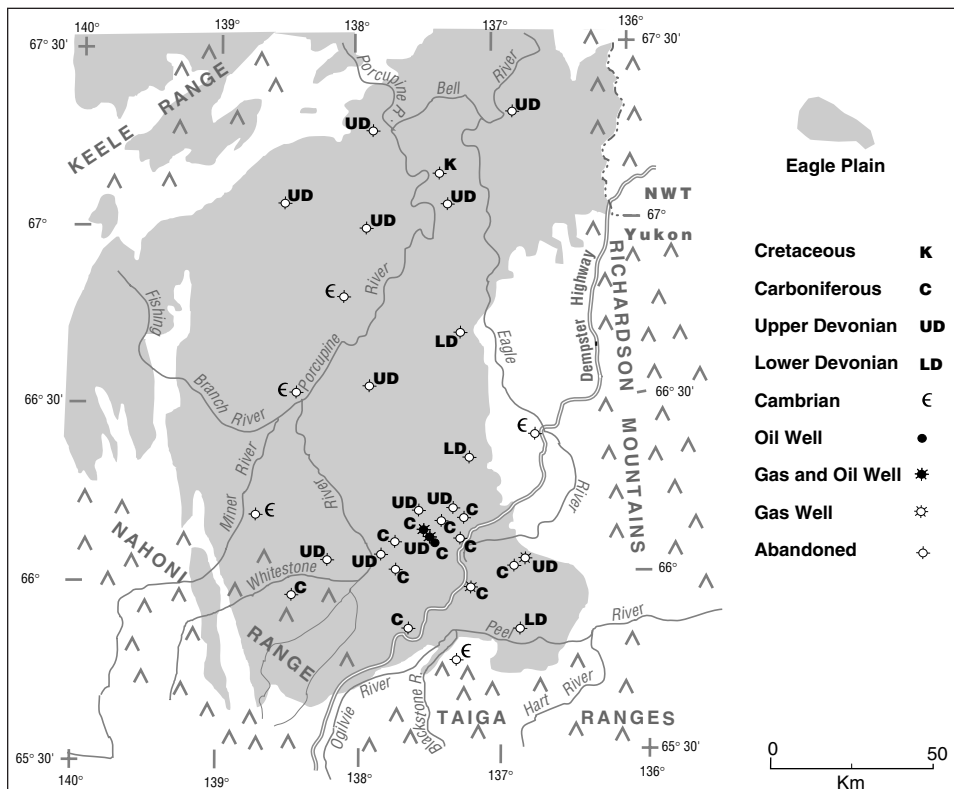 140°
139°
138°
137°
136°
67° 30'
67° 30'
KEELE RANGE
Porcupine R.
Bell
River
UD
UD
K
UD
UD
UD
Eagle Plain
NWT
67°
67°
Yukon
Cretaceous K
Carboniferous C
Upper Devonian UD
Lower Devonian LD
Cambrian Є
Oil Well
Gas and Oil Well
Gas Well
Abandoned
RICHARDSON
MOUNTAINS
Dempster Highway
Fishing
Branch River
Porcupine
River
Є
LD
Eagle
River
Є
UD
66° 30'
66° 30'
Є
LD
Miner River
River
Є
UD
UD
C
C
C
C
UD
C
C
UD
UD
C
C
UD
66°
66°
NAHONI
RANGE
Whitestone
C
C
C
LD
Peel
River
Є
Ogilvie
River
Blackstone R.
Hart River
TAIGA RANGES
65° 30'
65° 30'
140°
139°
138°
137°
136°
0 50
Km